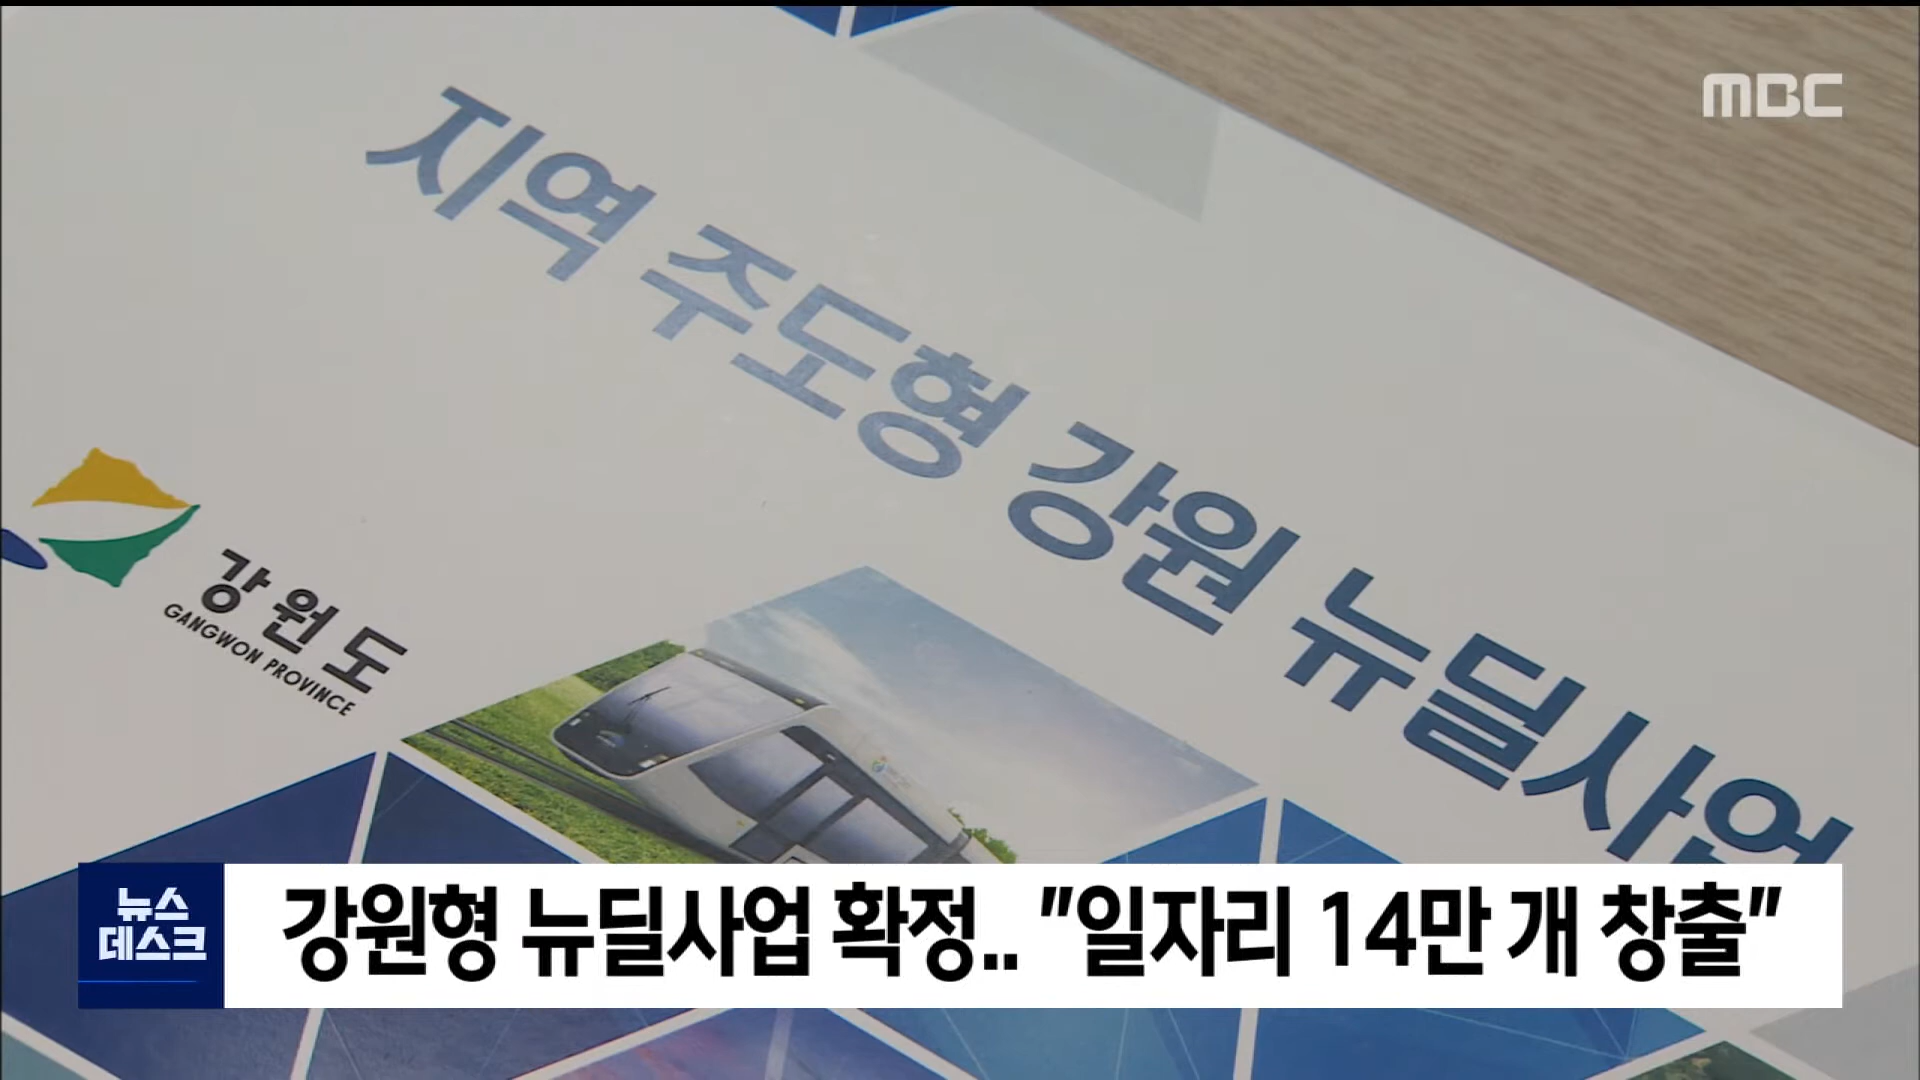 MBC
지역 주도형 강원 뉴딜사업
강원도
GANGWON PROVINCE
뉴스
데스크
강원형 뉴딜사업 확정.. "일자리 14만 개 창출"